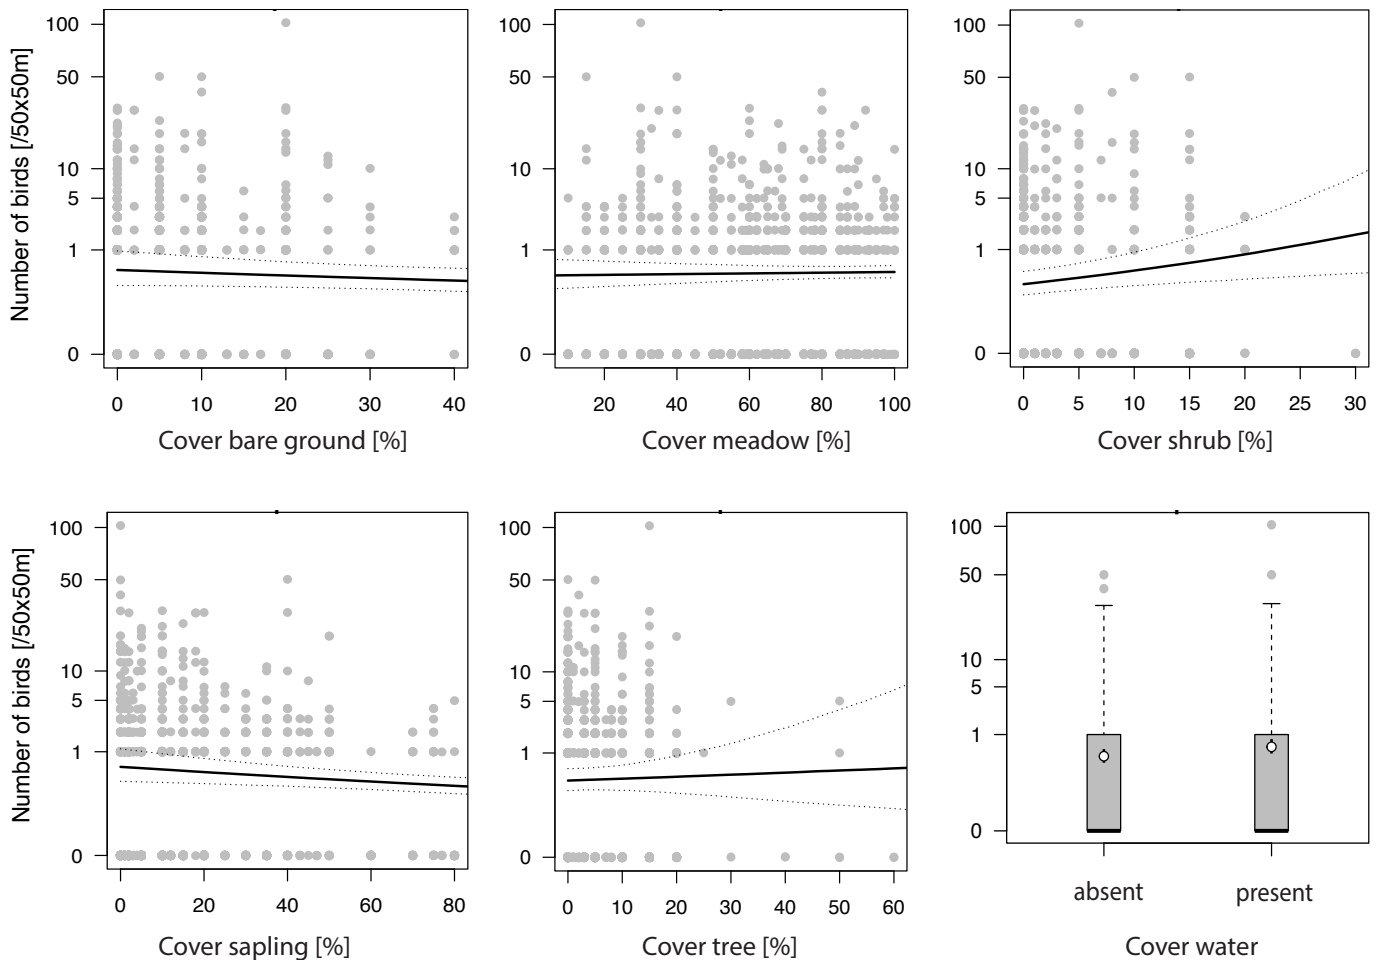 Number of birds [/50x50m]
100
50
10
5
1
0
0 10 20 30 40
Cover bare ground [%]
100
50
10
5
1
0
20 40 60 80 100
Cover meadow [%]
100
50
10
5
1
0
0 5 10 15 20 25 30
Cover shrub [%]
Number of birds [/50x50m]
100
50
10
5
1
0
0 20 40 60 80
Cover sapling [%]
100
50
10
5
1
0
0 10 20 30 40 50 60
Cover tree [%]
100
50
10
5
1
0
absent present
Cover water